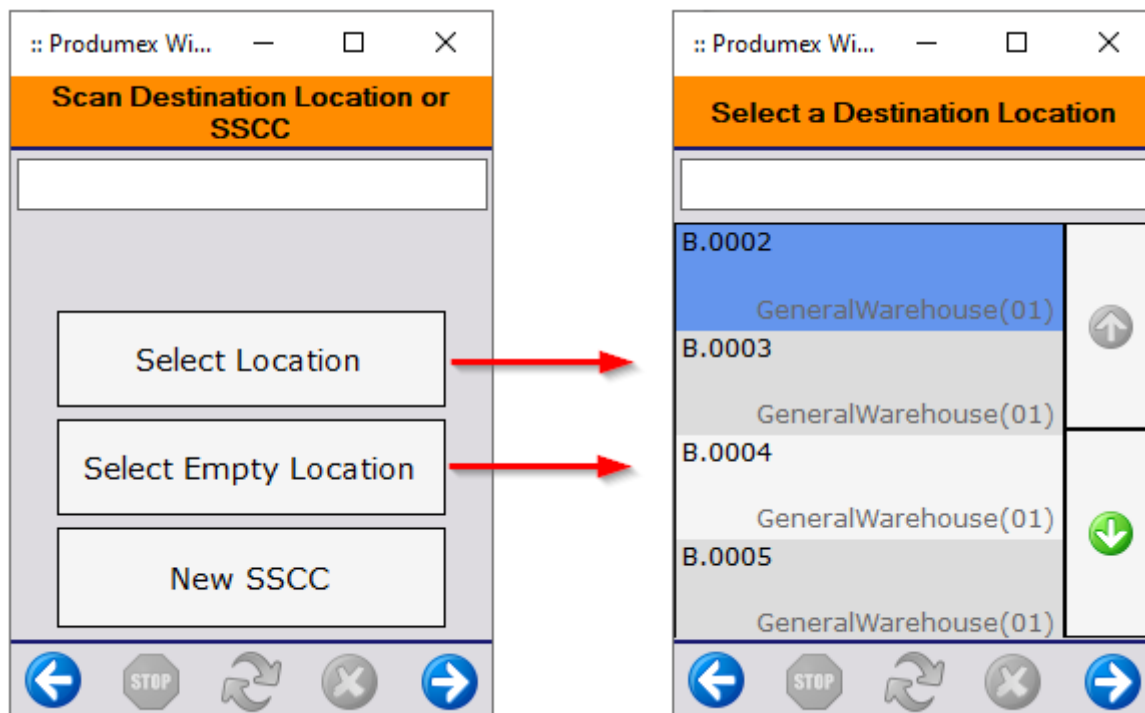 :: Produmex Wi...
Scan Destination Location or
SSCC
Select Location
Select Empty Location
New SSCC
STOP
:: Produmex Wi...
Select a Destination Location
B.0002
GeneralWarehouse(01)
B.0003
GeneralWarehouse(01)
B.0004
GeneralWarehouse(01)
B.0005
GeneralWarehouse(01)
STOP